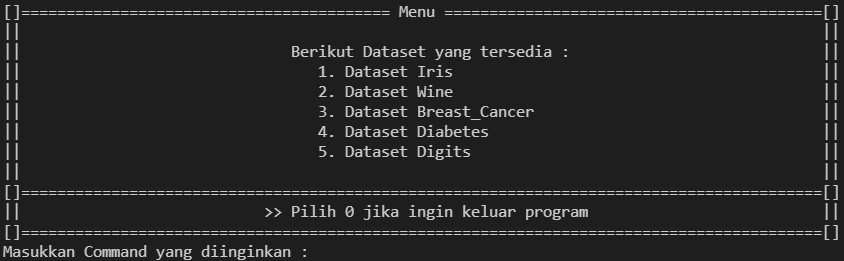 []========================================= Menu ==========================================[]
||                                                                                         ||
||                              Berikut Dataset yang tersedia :                            ||
||                                 1. Dataset Iris                                         ||
||                                 2. Dataset Wine                                         ||
||                                 3. Dataset Breast_Cancer                                ||
||                                 4. Dataset Diabetes                                     ||
||                                 5. Dataset Digits                                       ||
||                                                                                         ||
[]=========================================================================================[]
||                           >> Pilih 0 jika ingin keluar program                          ||
[]=========================================================================================[]
Masukkan Command yang diinginkan :